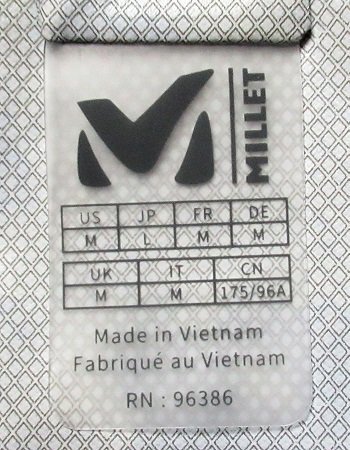 MILLET
US JP FR DE
M L M M
UK IT CN
M M 175/96A
Made in Vietnam
Fabriqué au Vietnam
RN : 96386